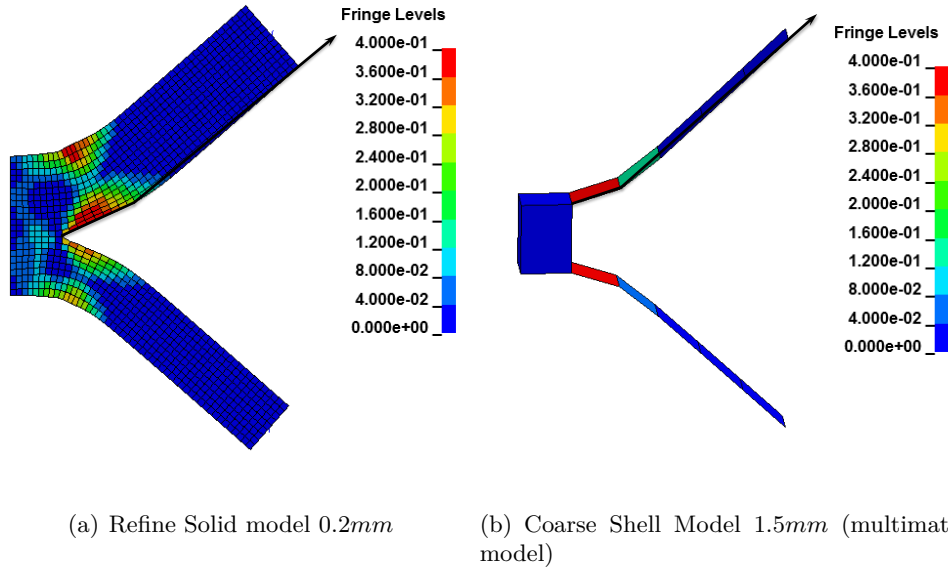 Fringe Levels
4.000e-01
3.600e-01
3.200e-01
2.800e-01
2.400e-01
2.000e-01
1.600e-01
1.200e-01
8.000e-02
4.000e-02
0.000e+00
Fringe Levels
4.000e-01
3.600e-01
3.200e-01
2.800e-01
2.400e-01
2.000e-01
1.600e-01
1.200e-01
8.000e-02
4.000e-02
0.000e+00
(a) Refine Solid model 0.2mm
(b) Coarse Shell Model 1.5mm (multimat
model)